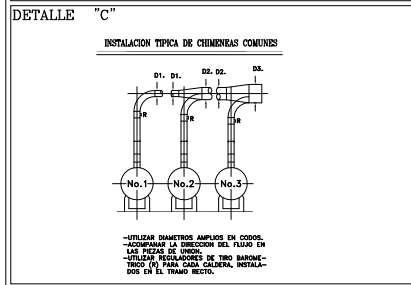 DETALLE "C"
INSTALACION TIPICA DE CHIMENEAS COMUNES
D1. D1. D2. D2. D3.
R R R
No.1 No.2 No.3
-UTILIZAR DIAMETROS AMPLIOS EN CODOS.
-ACOMPANAR LA DIRECCION DEL FLUJO EN
LAS PIEZAS DE UNION.
-UTILIZAR REGULADORES DE TIRO BAROME-
TRICO (R) PARA CADA CALDERA, INSTALA-
DOS EN EL TRAMO RECTO.